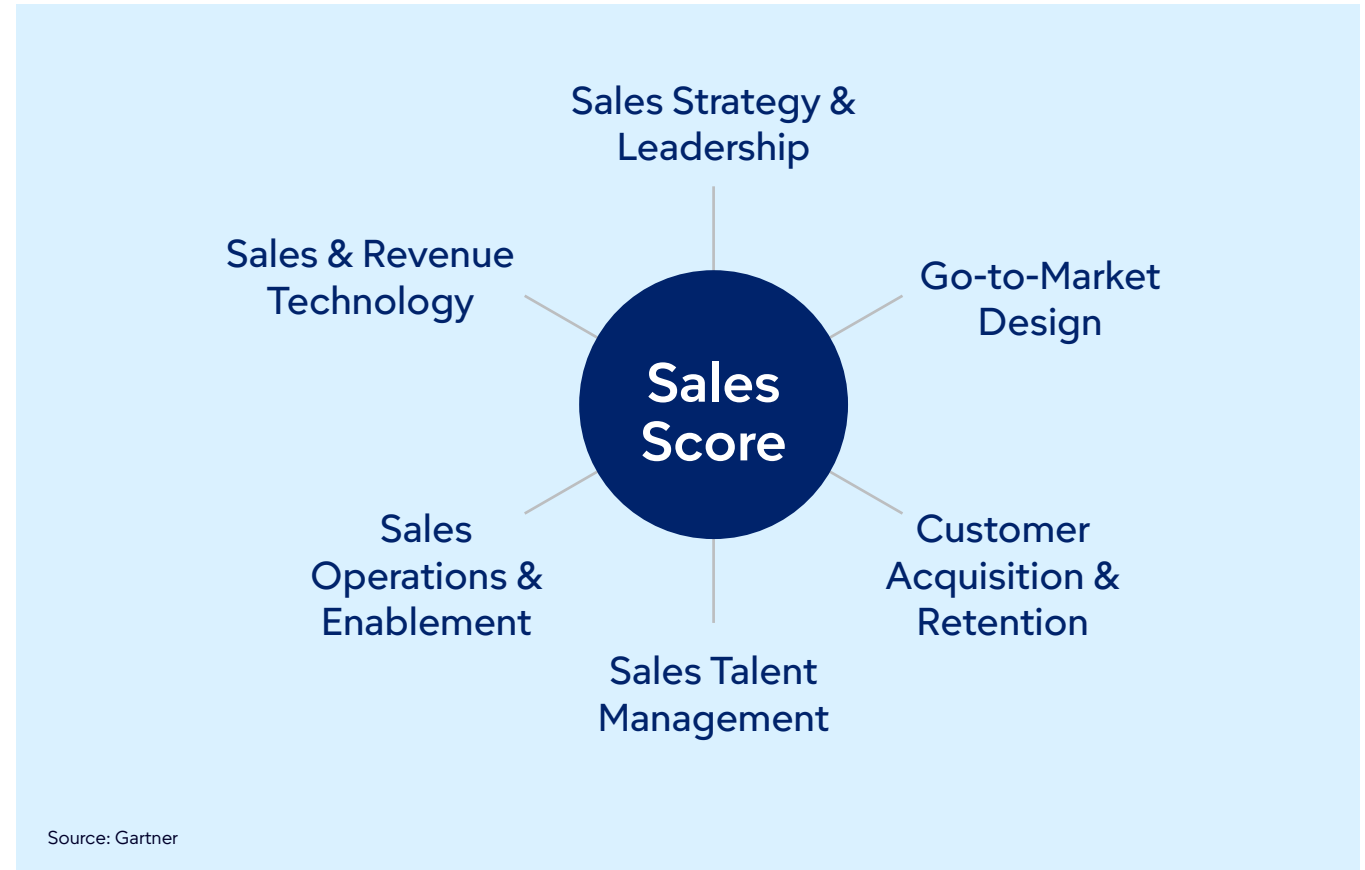 Sales Strategy &
Leadership
Sales & Revenue
Technology
Go-to-Market
Design
Sales
Score
Sales
Operations &
Enablement
Customer
Acquisition &
Retention
Sales Talent
Management
Source: Gartner